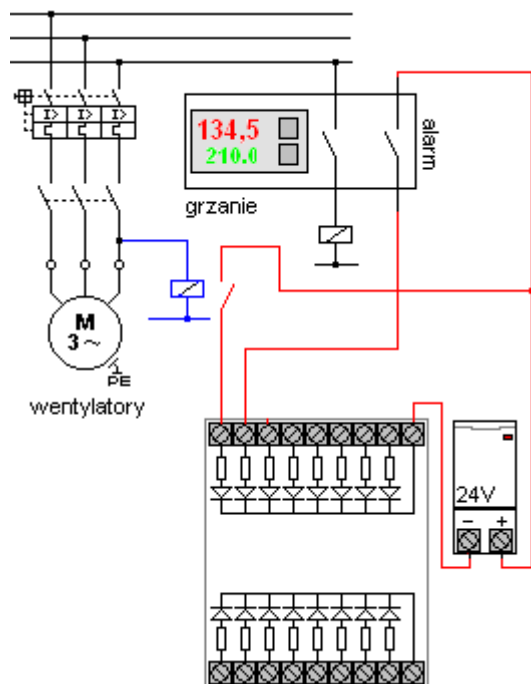 I> I> I>
134,5
210.0
alarm
grzanie
M
3 ~
PE
wentylatory
24V
− +